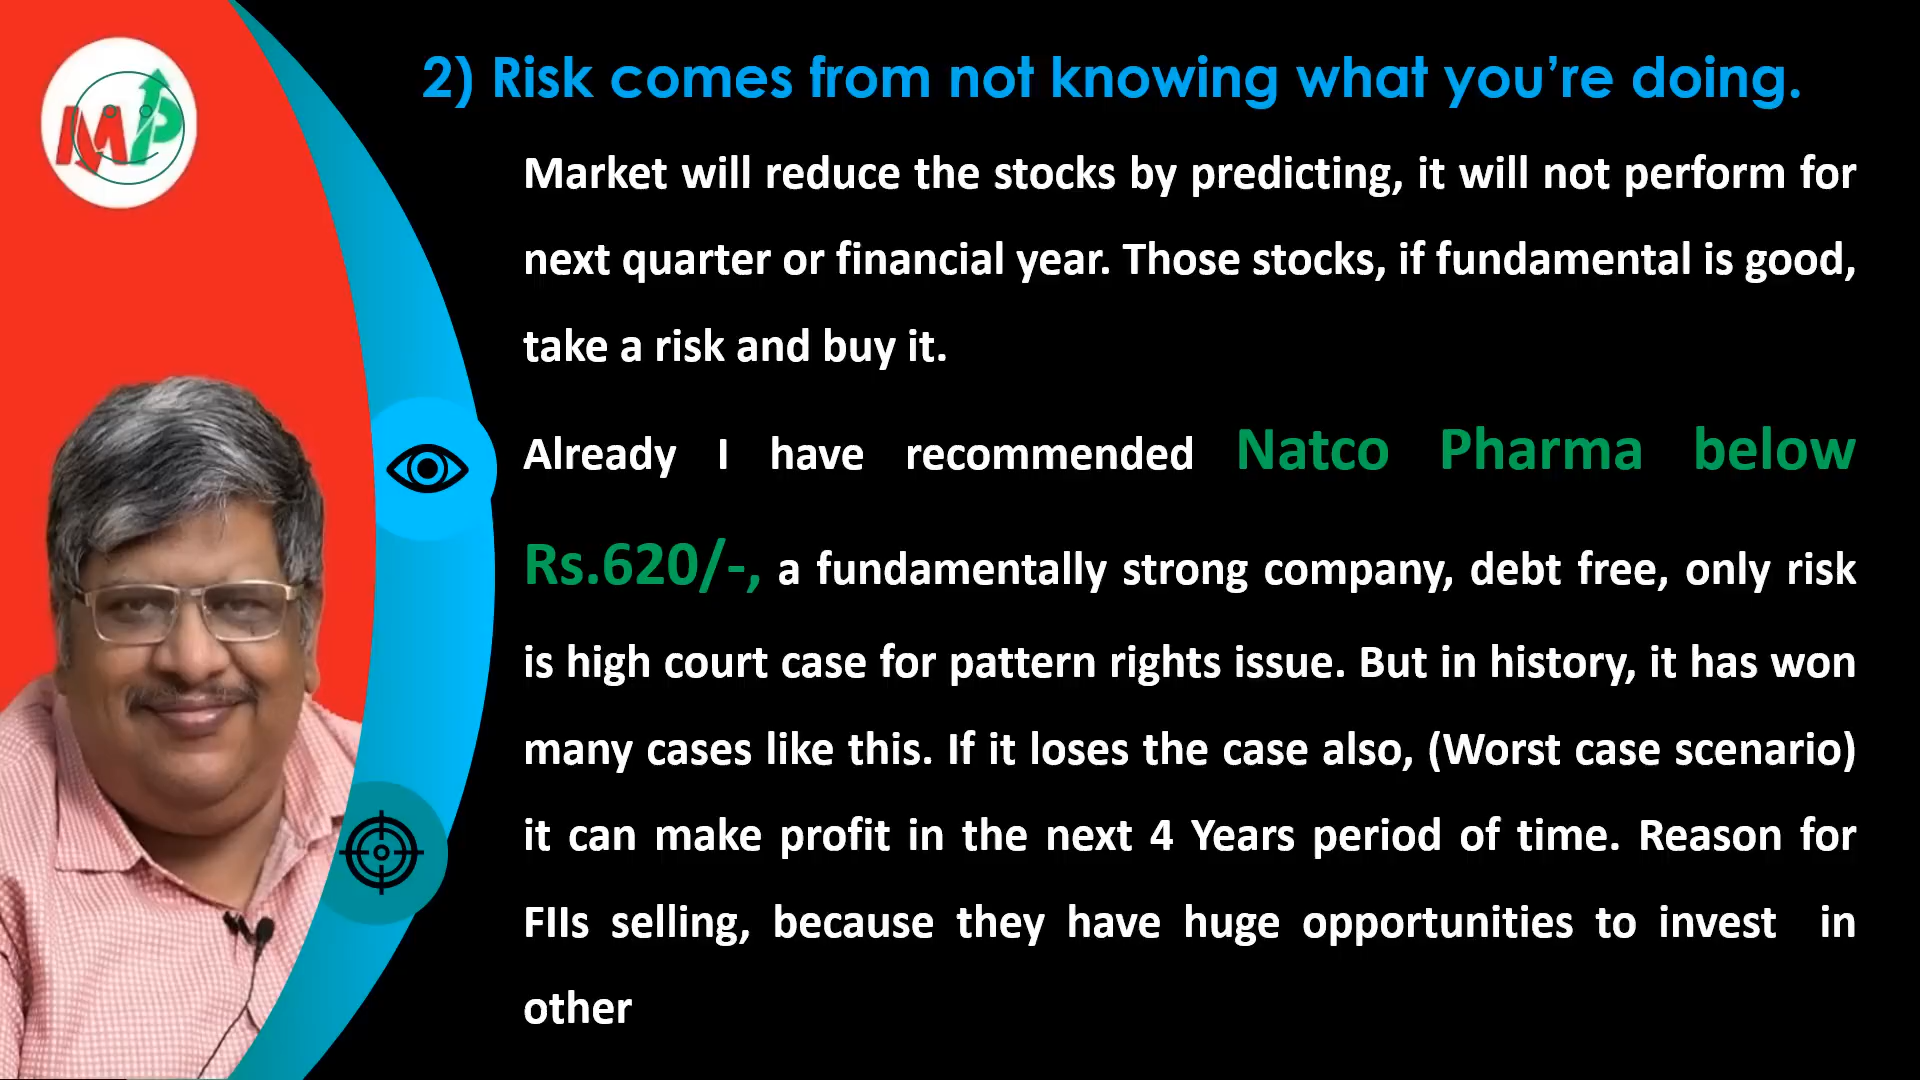 MP
2) Risk comes from not knowing what you're doing.
Market will reduce the stocks by predicting, it will not perform for
next quarter or financial year. Those stocks, if fundamental is good,
take a risk and buy it.
Already I have recommended Natco Pharma below
Rs.620/-, a fundamentally strong company, debt free, only risk
is high court case for pattern rights issue. But in history, it has won
many cases like this. If it loses the case also, (Worst case scenario)
it can make profit in the next 4 Years period of time. Reason for
FIIs selling, because they have huge opportunities to invest in
other